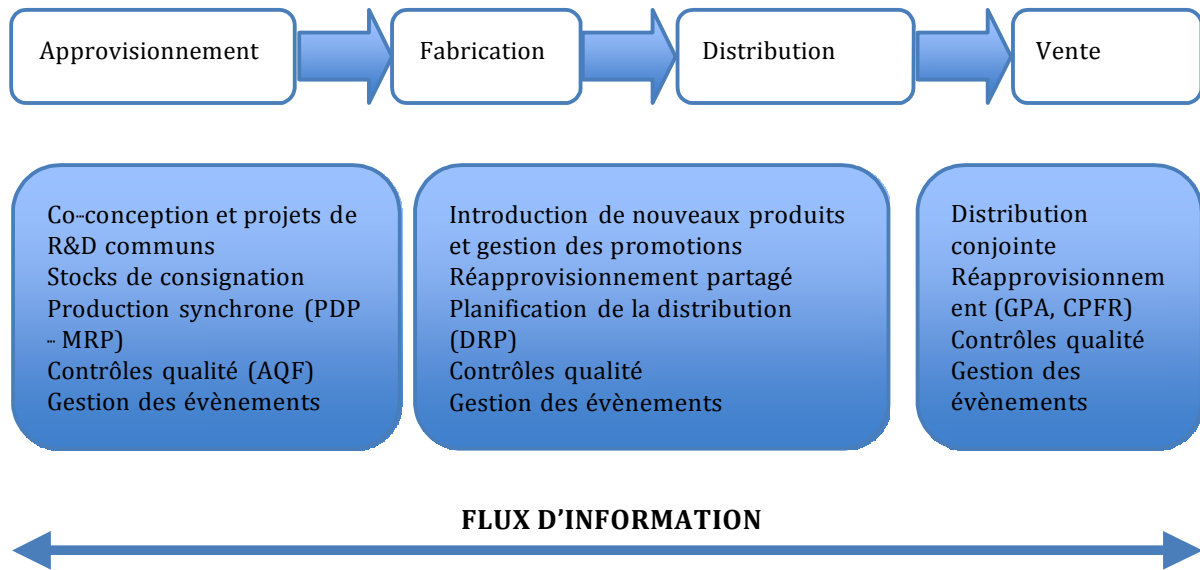 Approvisionnement
Fabrication
Distribution
Vente
Co-conception et projets de
R&D communs
Stocks de consignation
Production synchrone (PDP
- MRP)
Contrôles qualité (AQF)
Gestion des évènements
Introduction de nouveaux produits
et gestion des promotions
Réapprovisionnement partagé
Planification de la distribution
(DRP)
Contrôles qualité
Gestion des évènements
Distribution
conjointe
Réapprovisionnem
ent (GPA, CPFR)
Contrôles qualité
Gestion des
évènements
FLUX D'INFORMATION